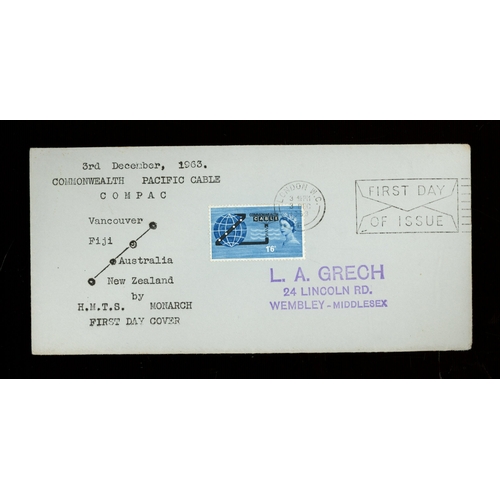 3rd December, 1963.
COMMONWEALTH PACIFIC CABLE
COMPAC
Vancouver
Fiji
Australia
New Zealand
by
H.M.T.S. MONARCH
FIRST DAY COVER
CABLE
1/6
FIRST DAY
OF ISSUE
L. A. GRECH
24 LINCOLN RD.
WEMBLEY - MIDDLESEX